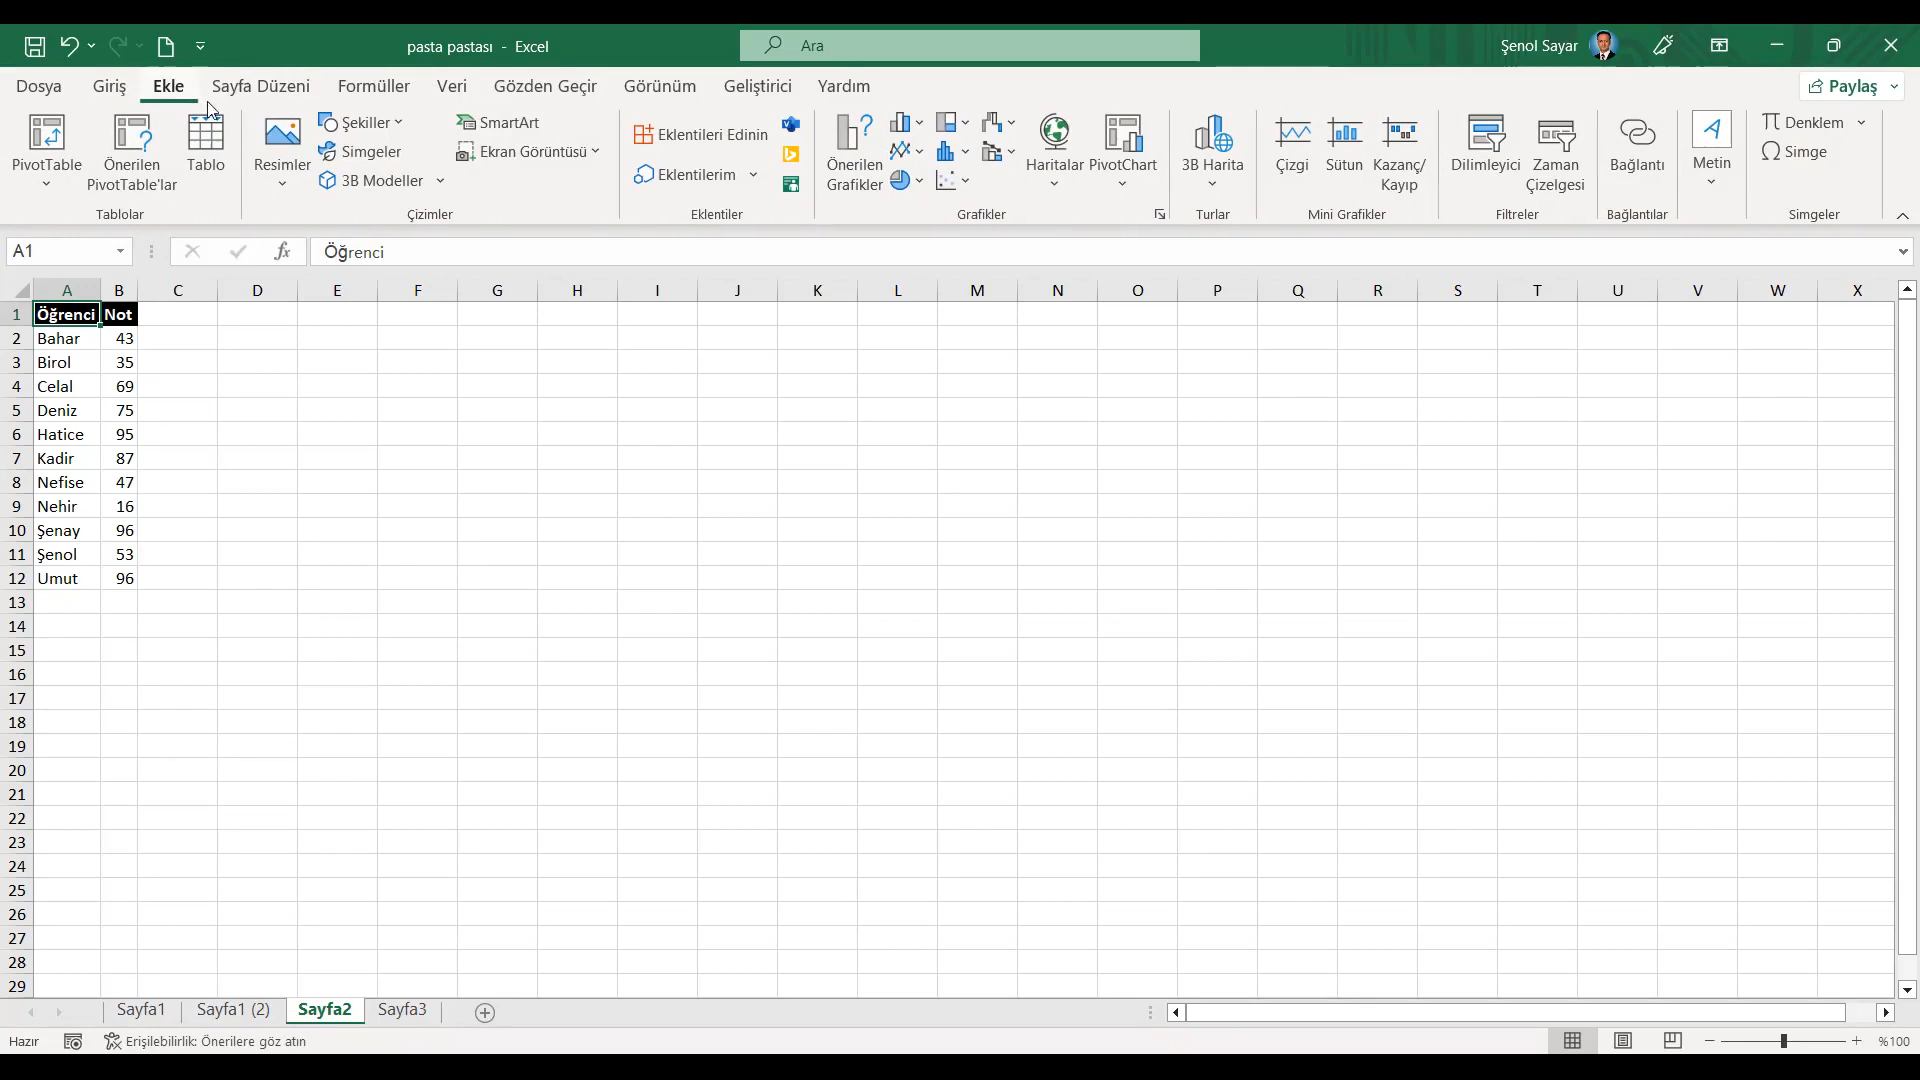 pasta pastası - Excel
Ara
Şenol Sayar
Dosya Giriş Ekle Sayfa Düzeni Formüller Veri Gözden Geçir Görünüm Geliştirici Yardım
Paylaş
PivotTable
Önerilen
PivotTable'lar
Tablo
Tablolar
Resimler
Şekiller
Simgeler
3B Modeller
SmartArt
Ekran Görüntüsü
Çizimler
Eklentileri Edinin
Eklentilerim
Eklentiler
Önerilen
Grafikler
Haritalar
PivotChart
Grafikler
3B Harita
Turlar
Çizgi
Sütun
Kazanç/
Kayıp
Mini Grafikler
Dilimleyici
Zaman
Çizelgesi
Filtreler
Bağlantı
Bağlantılar
A
Metin
Denklem
Simge
Simgeler
A1
fx
Öğrenci
A B C D E F G H I J K L M N O P Q R S T U V W X
1 Öğrenci Not
2 Bahar 43
3 Birol 35
4 Celal 69
5 Deniz 75
6 Hatice 95
7 Kadir 87
8 Nefise 47
9 Nehir 16
10 Şenay 96
11 Şenol 53
12 Umut 96
13
14
15
16
17
18
19
20
21
22
23
24
25
26
27
28
29
Sayfa1 Sayfa1 (2) Sayfa2 Sayfa3
Hazır
Erişilebilirlik: Önerilere göz atın
%100